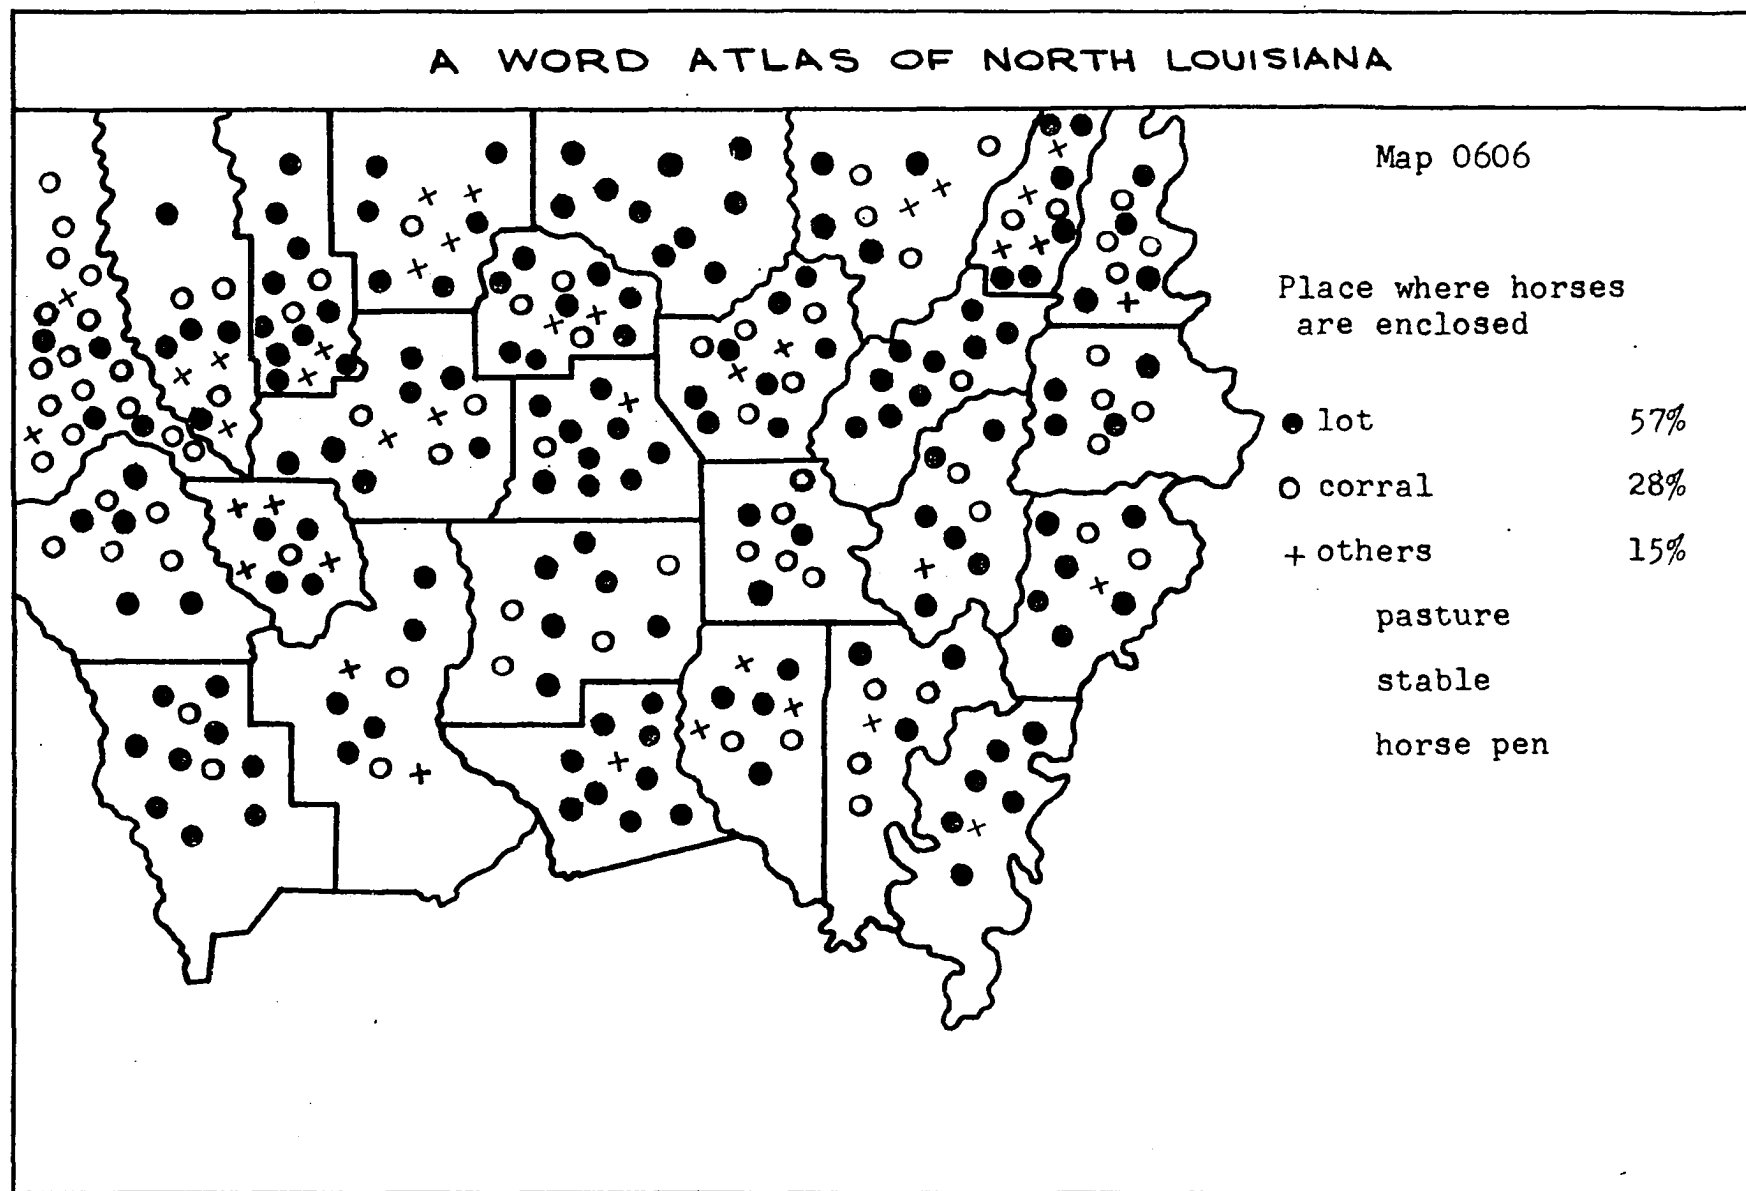 A WORD ATLAS OF NORTH LOUISIANA
Map 0606
Place where horses
are enclosed
● lot 57%
○ corral 28%
+ others 15%
pasture
stable
horse pen